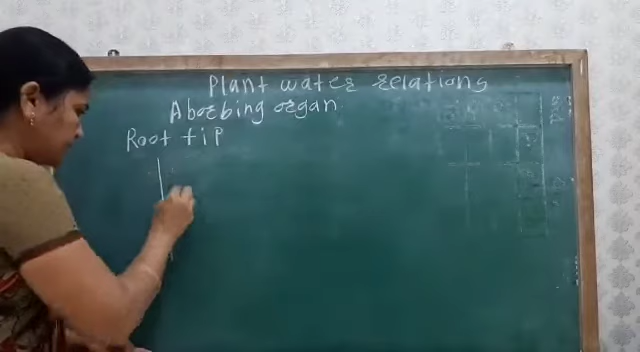 Plant water relations
Absorbing organ
Root tip